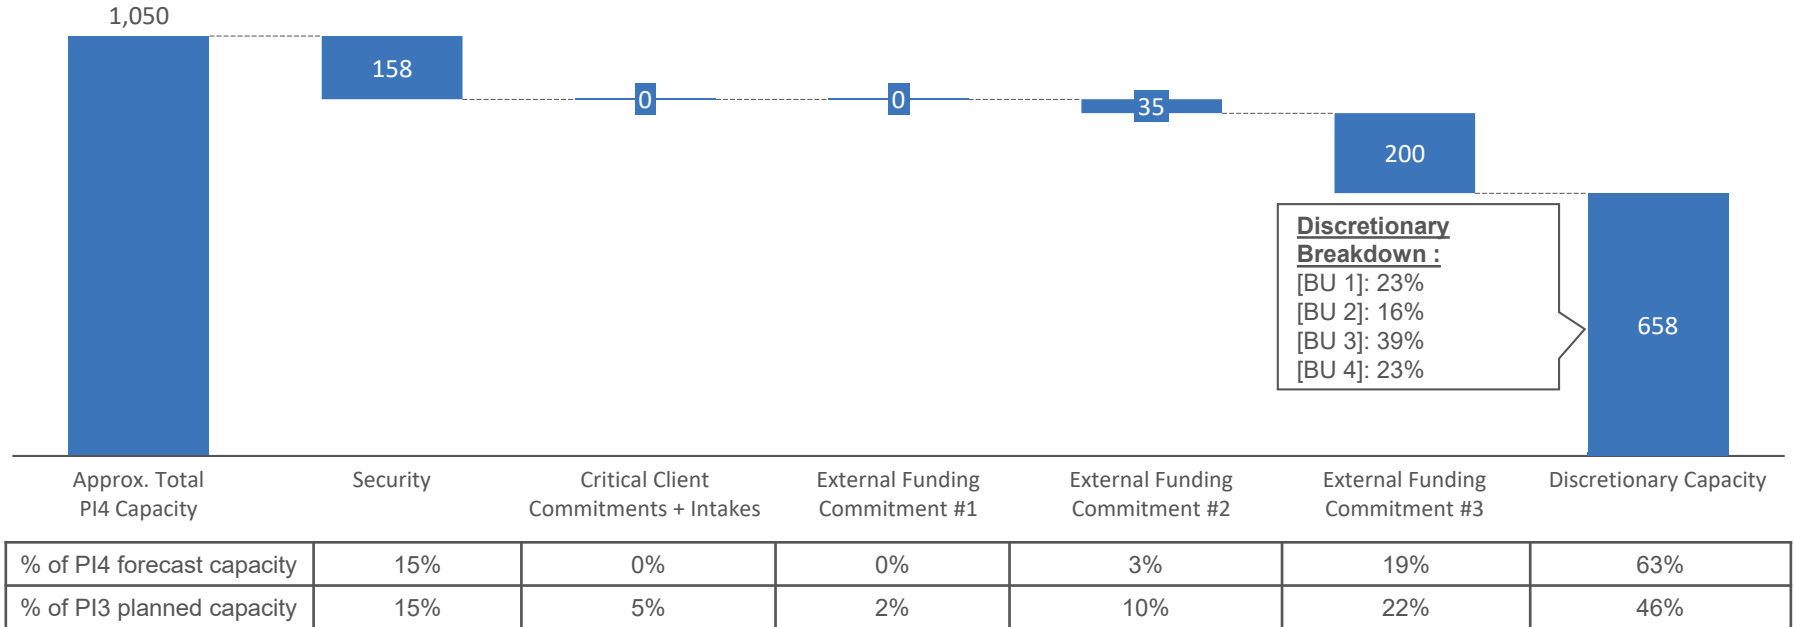 1,050
158
0
0
35
200
658
Discretionary
Breakdown :
[BU 1]: 23%
[BU 2]: 16%
[BU 3]: 39%
[BU 4]: 23%
Approx. Total
PI4 Capacity
Security
Critical Client
Commitments + Intakes
External Funding
Commitment #1
External Funding
Commitment #2
External Funding
Commitment #3
Discretionary Capacity
% of PI4 forecast capacity 15% 0% 0% 3% 19% 63%
% of PI3 planned capacity 15% 5% 2% 10% 22% 46%